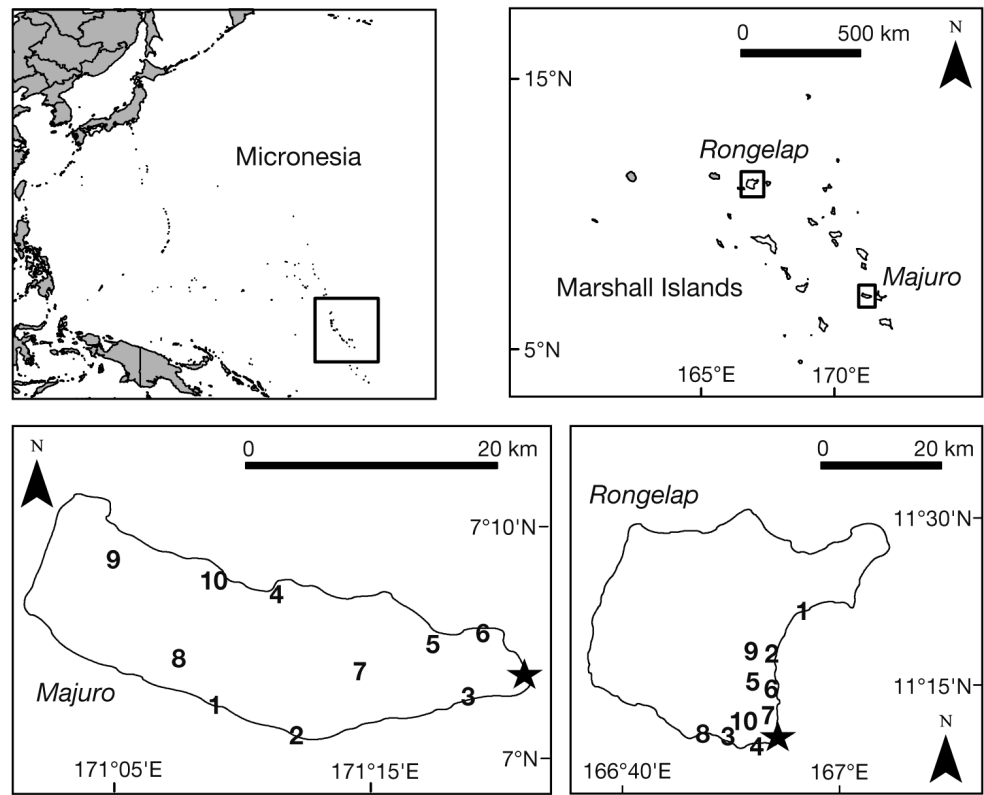 Micronesia
0 500 km
N
15°N
Rongelap
Marshall Islands
Majuro
5°N
165°E 170°E
N
0 20 km
7°10'N
9
10
4
6
5
8
7
Majuro
1
3
2
7°N
171°05'E 171°15'E
0 20 km
Rongelap
11°30'N
1
9 2
5 6
11°15'N
10 7
8 3 4
N
166°40'E 167°E